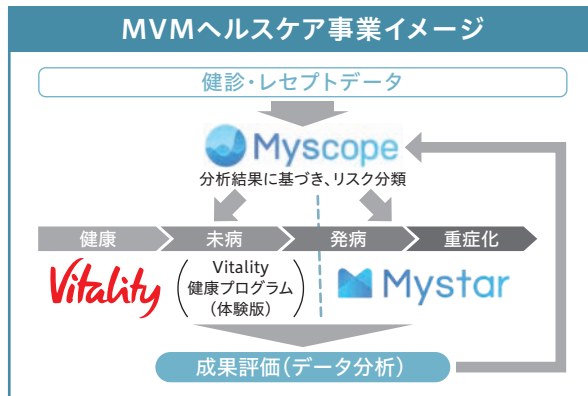 MVMヘルスケア事業イメージ
健診・レセプトデータ
Myscope
分析結果に基づき、リスク分類
健康
未病
発病
重症化
Vitality
Vitality
健康プログラム
(体験版)
Mystar
成果評価(データ分析)